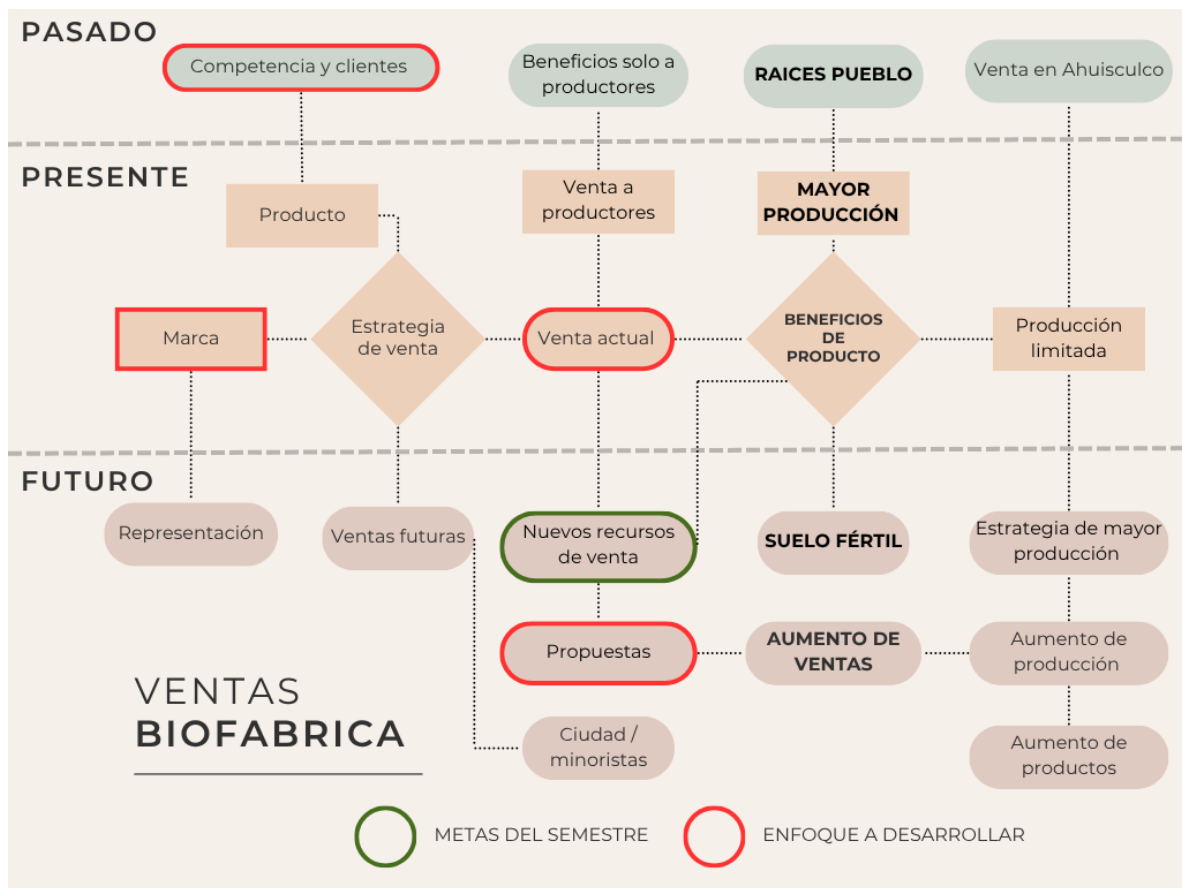 PASADO
Competencia y clientes
Beneficios solo a
productores
RAICES PUEBLO
Venta en Ahuisculco
PRESENTE
Producto
Venta a
productores
MAYOR
PRODUCCIÓN
Marca
Estrategia
de venta
Venta actual
BENEFICIOS
DE
PRODUCTO
Producción
limitada
FUTURO
Representación
Ventas futuras
Nuevos recursos
de venta
SUELO FÉRTIL
Estrategia de mayor
producción
Propuestas
AUMENTO DE
VENTAS
Aumento de
producción
VENTAS
BIOFABRICA
Ciudad /
minoristas
Aumento de
productos
METAS DEL SEMESTRE
ENFOQUE A DESARROLLAR